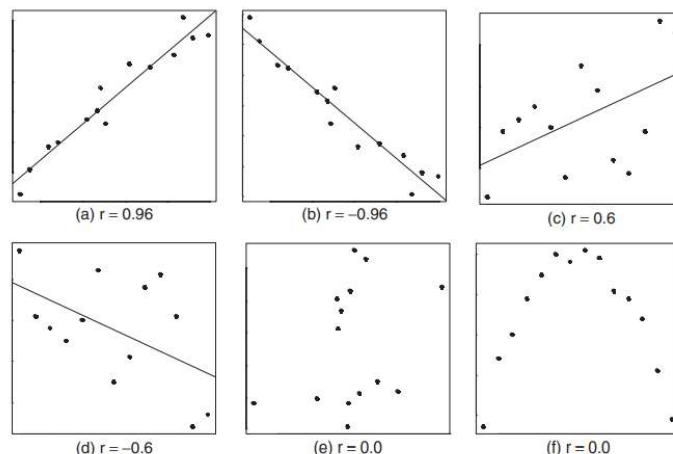 (a) r = 0.96
(b) r = −0.96
(c) r = 0.6
(d) r = −0.6
(e) r = 0.0
(f) r = 0.0